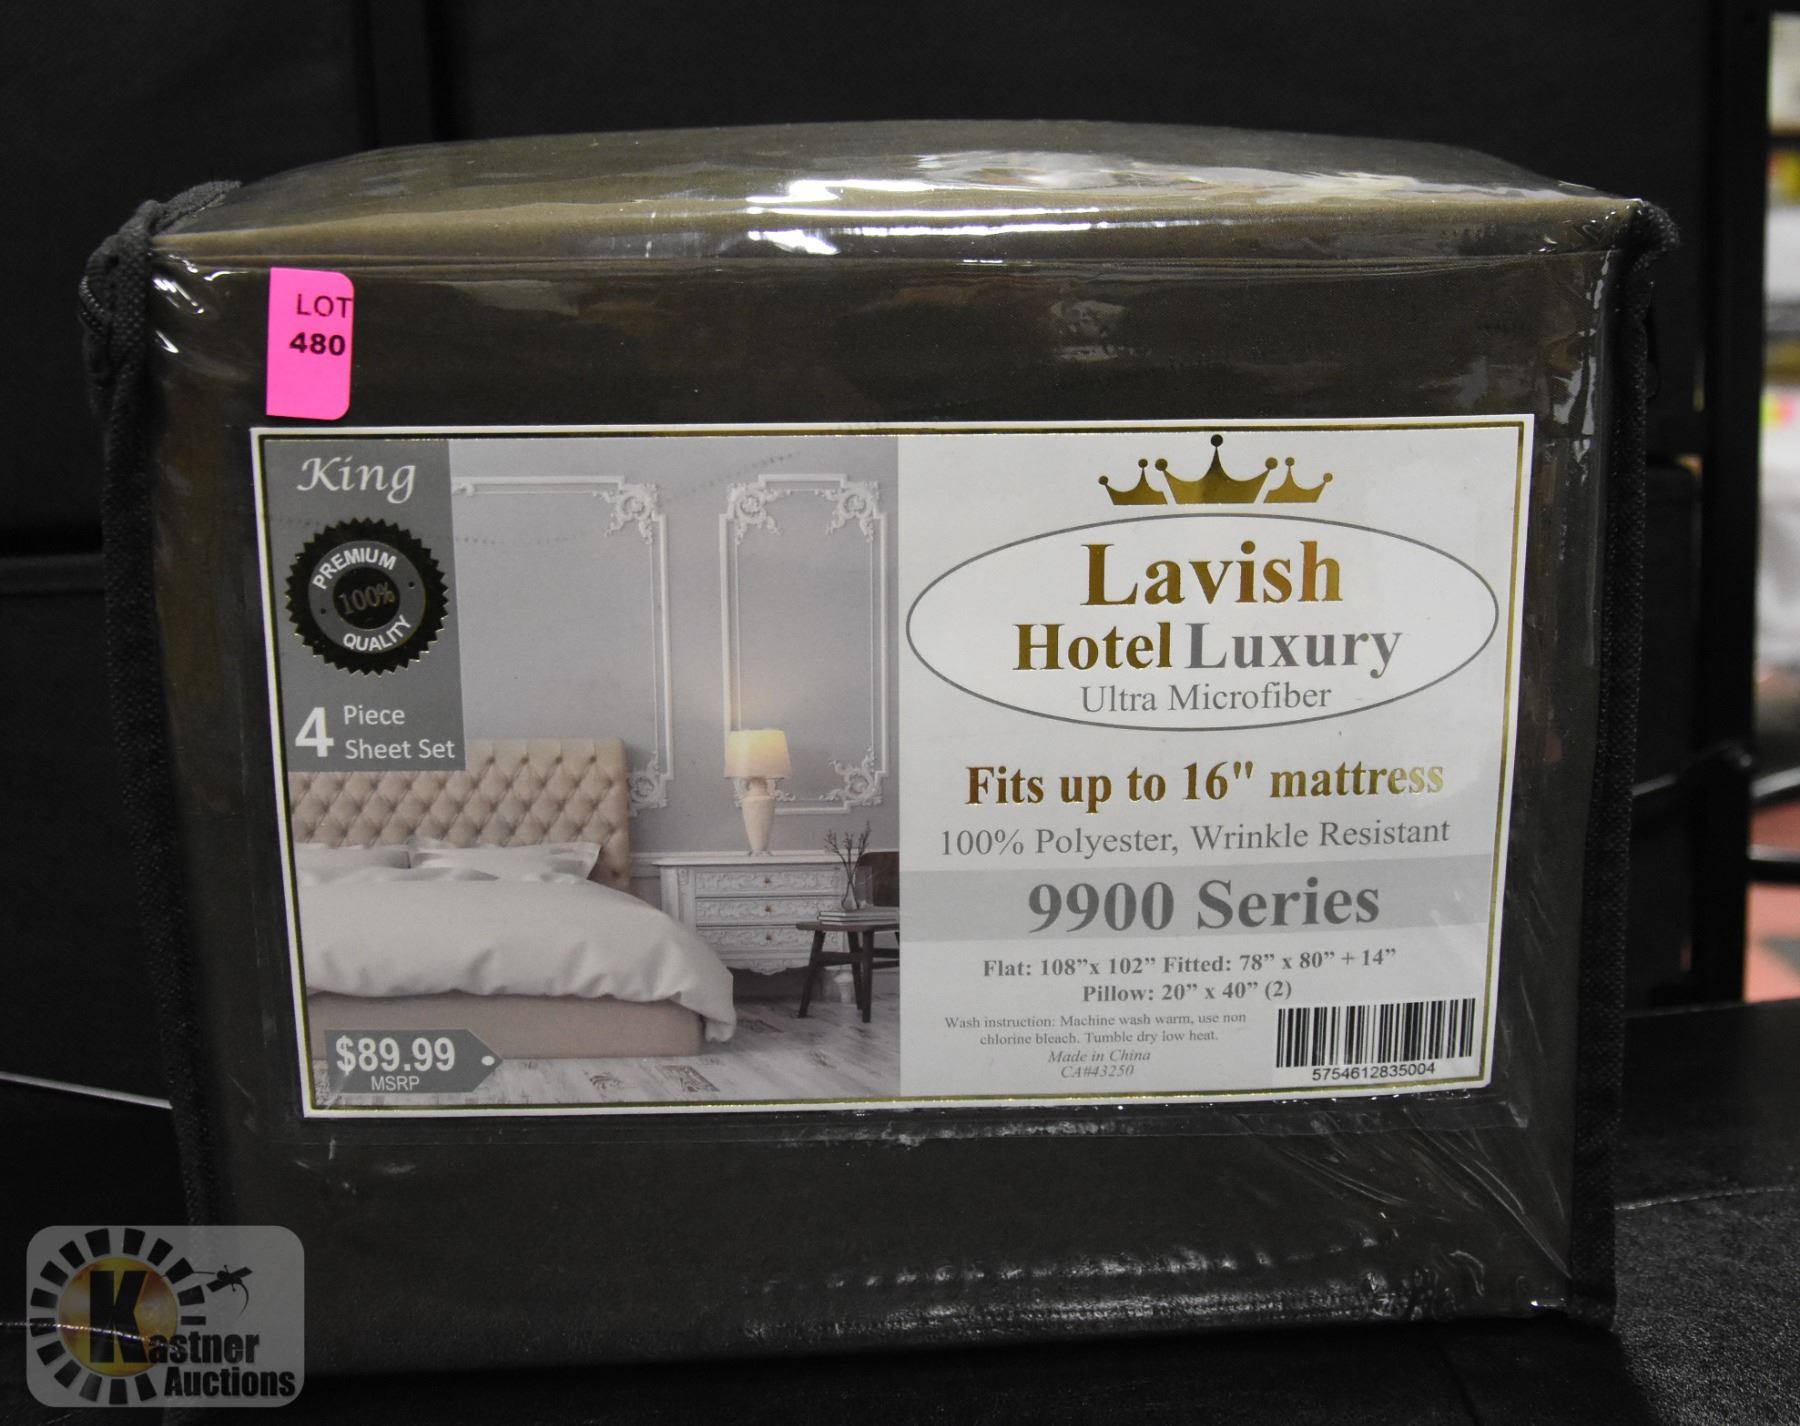 LOT
480
King
PREMIUM
100%
QUALITY
4 Piece
Sheet Set
$89.99
MSRP
Lavish
Hotel Luxury
Ultra Microfiber
Fits up to 16" mattress
100% Polyester, Wrinkle Resistant
9900 Series
Flat: 108”x 102” Fitted: 78” x 80” + 14”
Pillow: 20” x 40” (2)
Wash instruction: Machine wash warm, use non
chlorine bleach. Tumble dry low heat.
Made in China
CA#43250
5754612835004
Kastner
Auctions